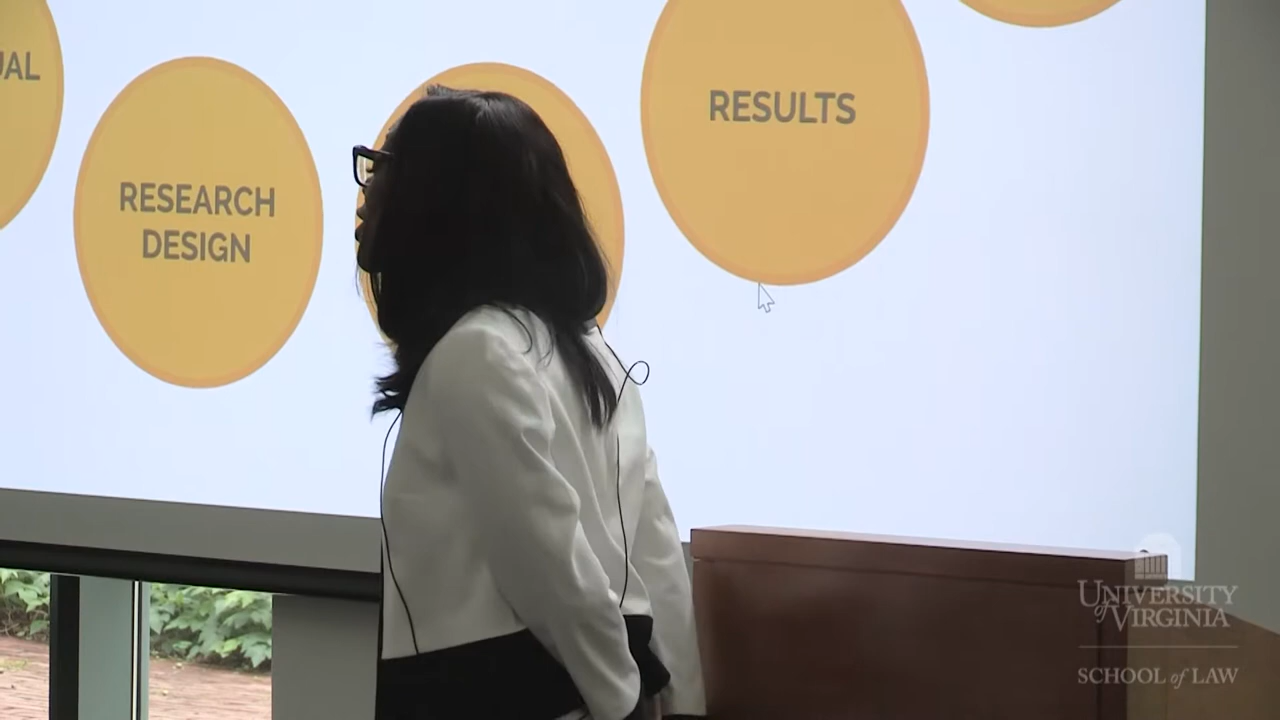 UAL
RESEARCH
DESIGN
RESULTS
UNIVERSITY
of VIRGINIA
SCHOOL of LAW